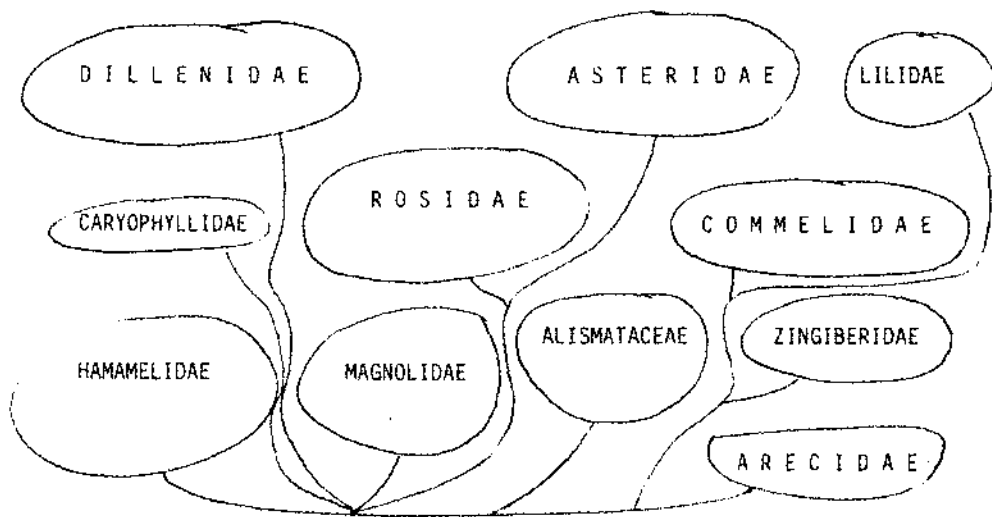 DILLENIDAE
ASTERIDAE
LILIDAE
ROSIDAE
CARYOPHYLLIDAE
COMMELIDAE
ALISMATACEAE
ZINGIBERIDAE
HAMAMELIDAE
MAGNOLIDAE
ARECIDAE